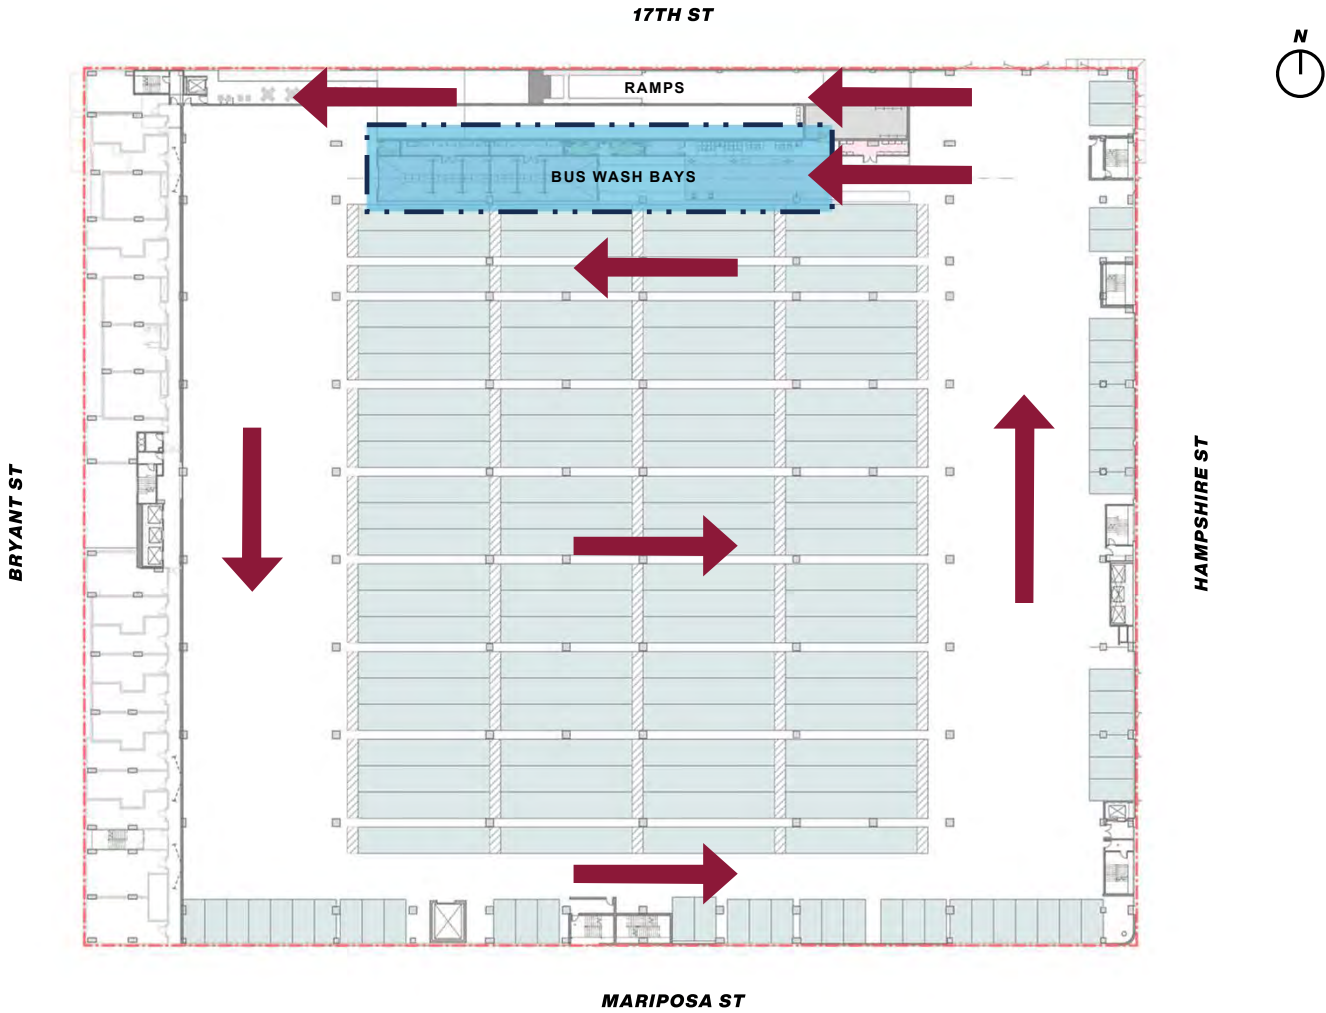 17TH ST
N
RAMPS
BUS WASH BAYS
BRYANT ST
HAMPSHIRE ST
MARIPOSA ST